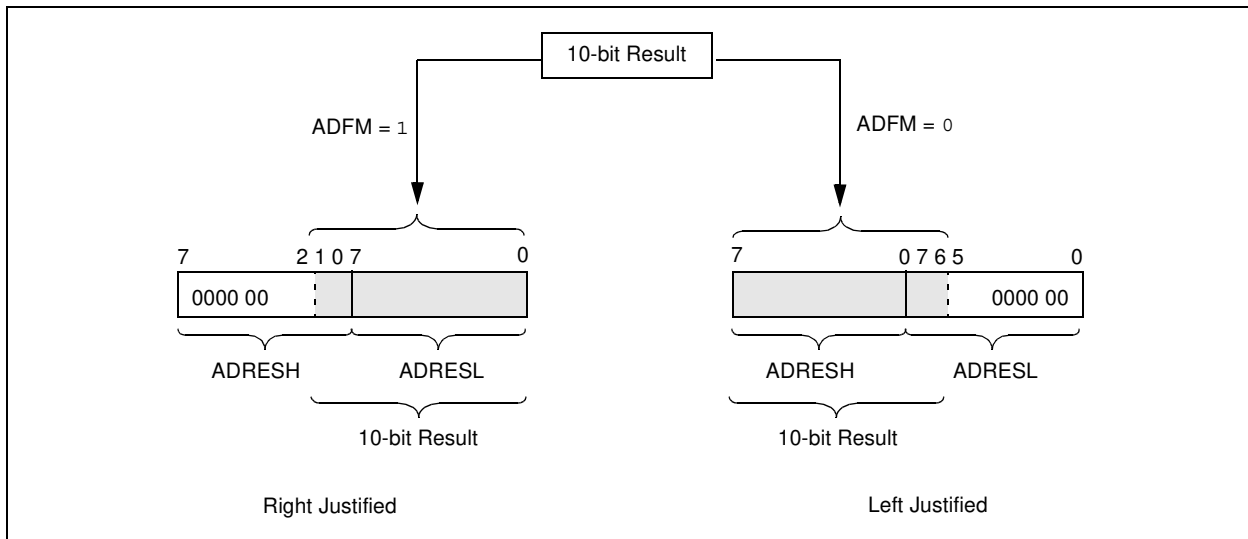 10-bit Result
ADFM = 1
ADFM = 0
7 2 1 0 7 0
7 0 7 6 5 0
0000 00
0000 00
ADRESH ADRESL
ADRESH ADRESL
10-bit Result
10-bit Result
Right Justified
Left Justified